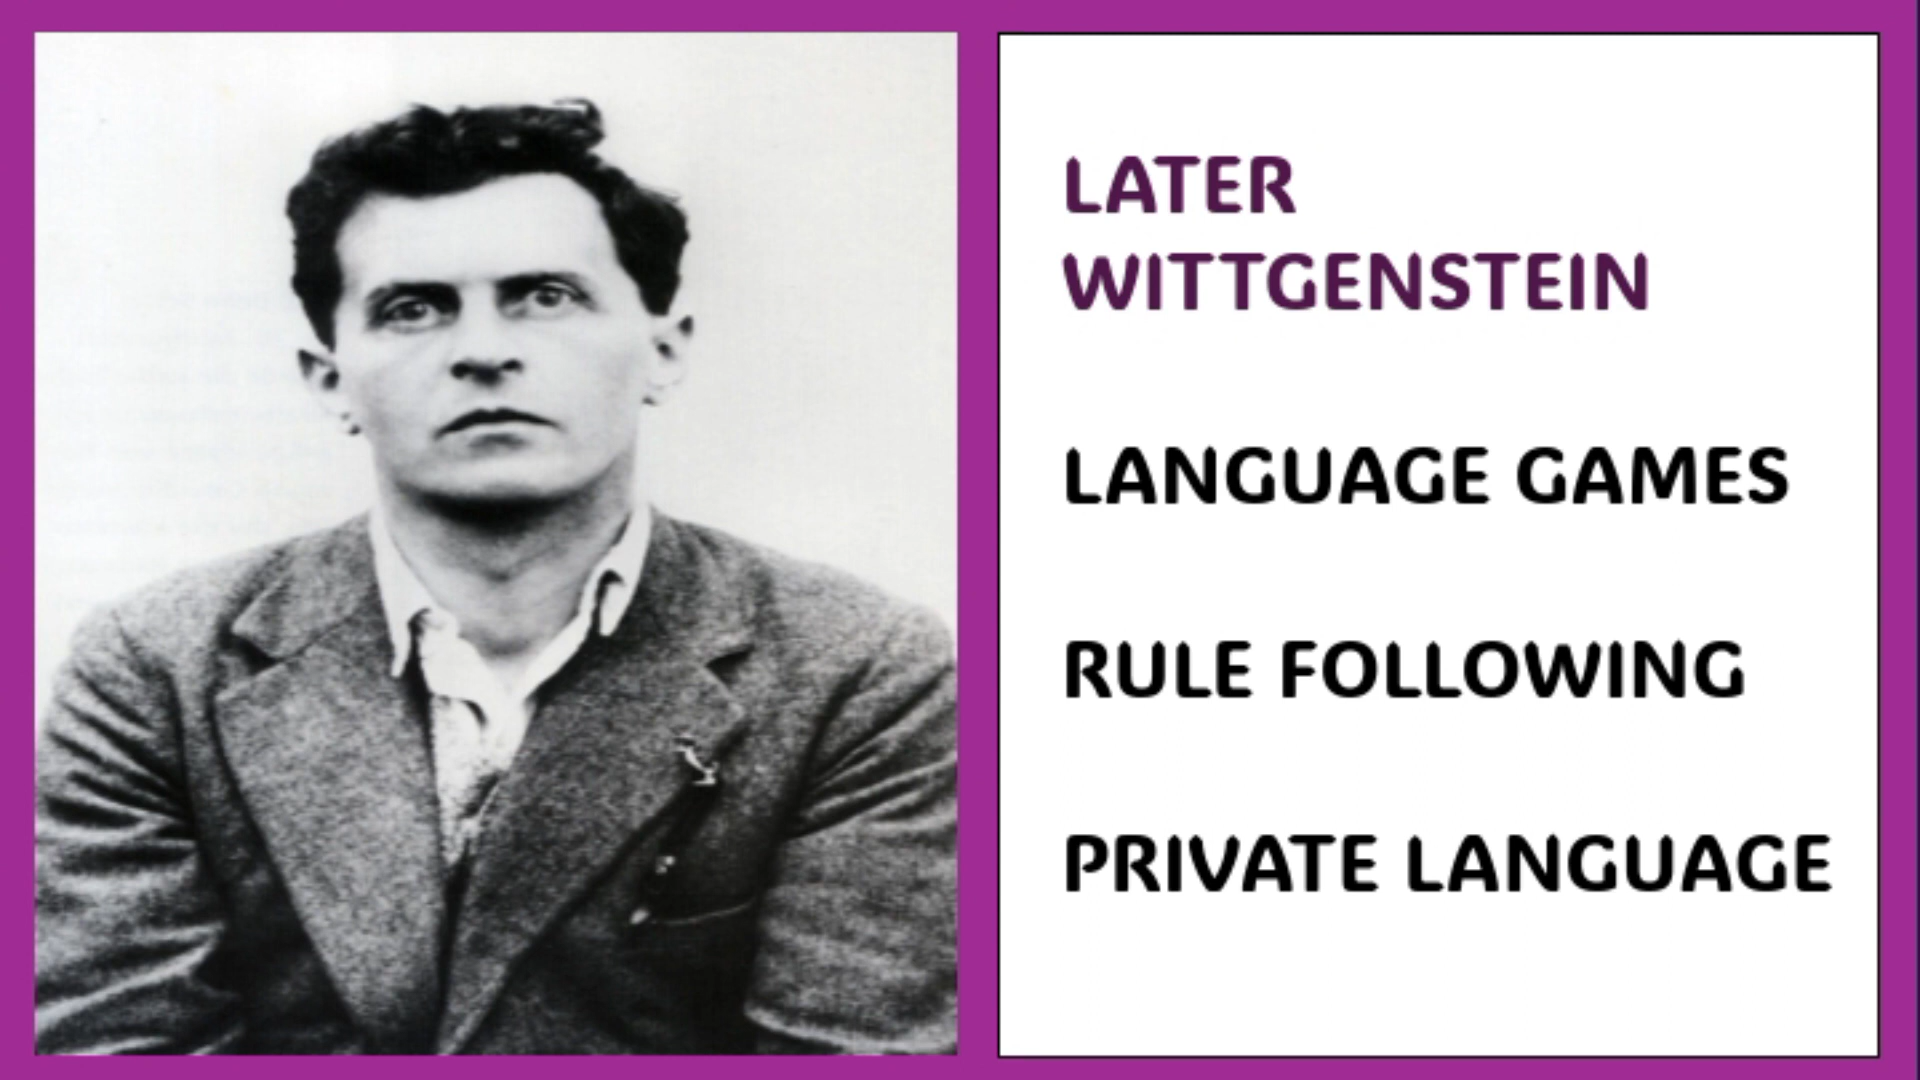 LATER
WITTGENSTEIN
LANGUAGE GAMES
RULE FOLLOWING
PRIVATE LANGUAGE